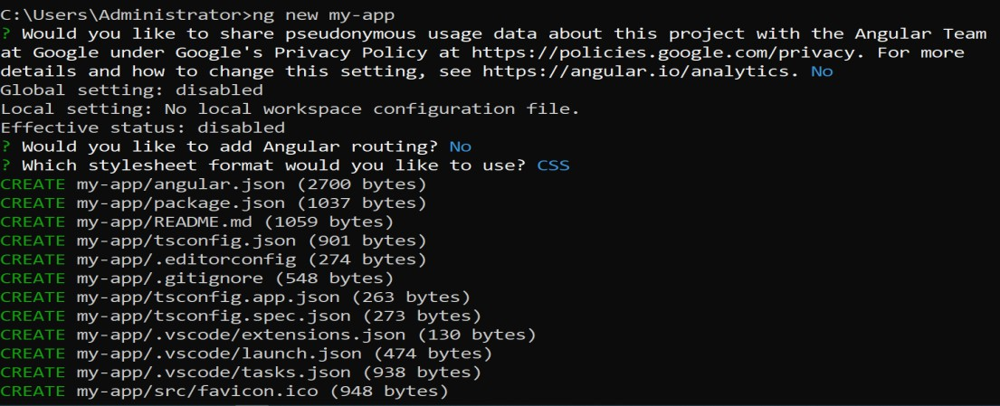 C:\Users\Administrator>ng new my-app
? Would you like to share pseudonymous usage data about this project with the Angular Team
at Google under Google's Privacy Policy at https://policies.google.com/privacy. For more
details and how to change this setting, see https://angular.io/analytics. No
Global setting: disabled
Local setting: No local workspace configuration file.
Effective status: disabled
? Would you like to add Angular routing? No
? Which stylesheet format would you like to use? CSS
CREATE my-app/angular.json (2700 bytes)
CREATE my-app/package.json (1037 bytes)
CREATE my-app/README.md (1059 bytes)
CREATE my-app/tsconfig.json (901 bytes)
CREATE my-app/.editorconfig (274 bytes)
CREATE my-app/.gitignore (548 bytes)
CREATE my-app/tsconfig.app.json (263 bytes)
CREATE my-app/tsconfig.spec.json (273 bytes)
CREATE my-app/.vscode/extensions.json (130 bytes)
CREATE my-app/.vscode/launch.json (474 bytes)
CREATE my-app/.vscode/tasks.json (938 bytes)
CREATE my-app/src/favicon.ico (948 bytes)